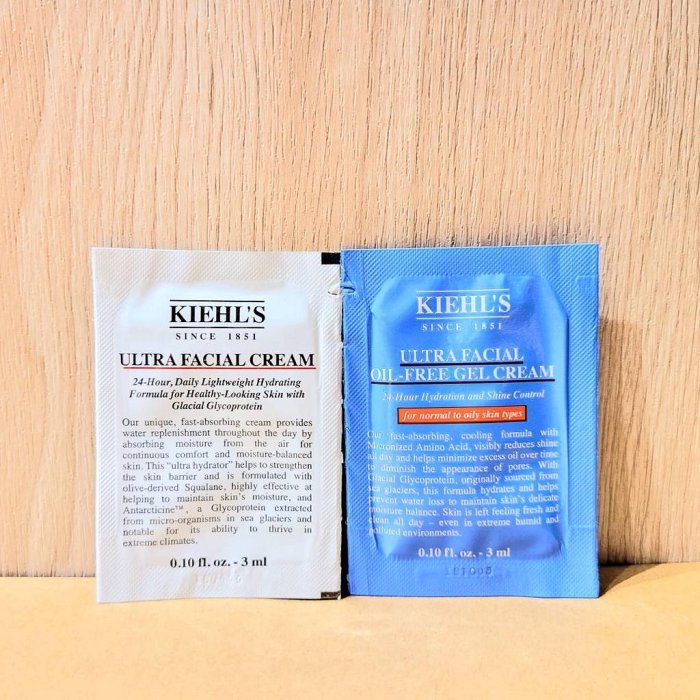 KIEHL'S
SINCE 1851
ULTRA FACIAL CREAM
24-Hour, Daily Lightweight Hydrating
Formula for Healthy-Looking Skin with
Glacial Glycoprotein
Our unique, fast-absorbing cream provides
water replenishment throughout the day by
absorbing moisture from the air for
continuous comfort and moisture-balanced
skin. This "ultra hydrator" helps to strengthen
the skin barrier and is formulated with
olive-derived Squalane, highly effective at
helping to maintain skin's moisture, and
Antarcticine™, a Glycoprotein extracted
from micro-organisms in sea glaciers and
notable for its ability to thrive in
extreme climates.
0.10 fl. oz. - 3 ml
KIEHL'S
SINCE 1851
ULTRA FACIAL
OIL-FREE GEL CREAM
24-Hour Hydration and Shine Control
for normal to oily skin types
Our fast-absorbing, cooling formula with
Micronized Amino Acid, visibly reduces shine
all day and helps minimize excess oil over time
to diminish the appearance of pores. With
Glacial Glycoprotein, originally sourced from
sea glaciers, this formula hydrates and helps
prevent water loss to maintain skin's delicate
moisture balance. Skin is left feeling fresh and
clean all day – even in extreme humid and
polluted environments.
0.10 fl. oz. - 3 ml